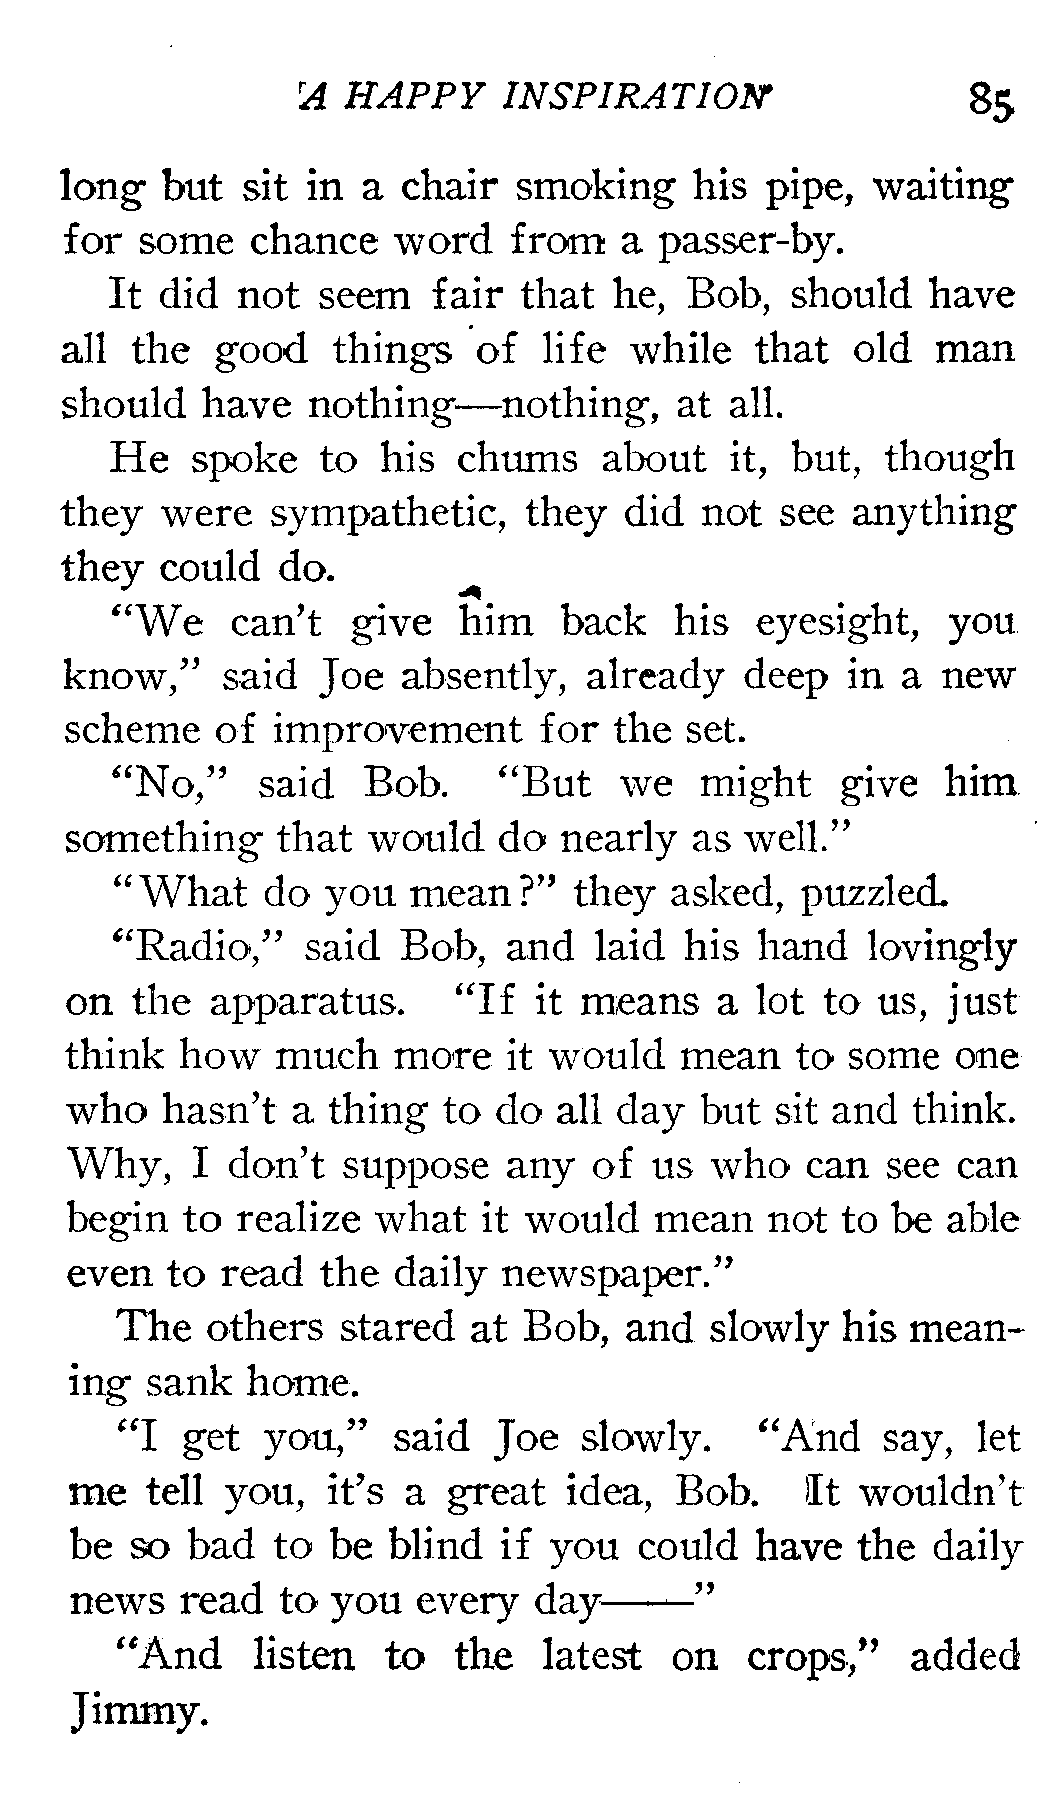 A HAPPY INSPIRATION 85
long but sit in a chair smoking his pipe, waiting
for some chance word from a passer-by.
It did not seem fair that he, Bob, should have
all the good things of life while that old man
should have nothing—nothing, at all.
He spoke to his chums about it, but, though
they were sympathetic, they did not see anything
they could do.
“We can’t give him back his eyesight, you
know,” said Joe absently, already deep in a new
scheme of improvement for the set.
“No,” said Bob. “But we might give him
something that would do nearly as well.”
“What do you mean?” they asked, puzzled.
“Radio,” said Bob, and laid his hand lovingly
on the apparatus. “If it means a lot to us, just
think how much more it would mean to some one
who hasn’t a thing to do all day but sit and think.
Why, I don’t suppose any of us who can see can
begin to realize what it would mean not to be able
even to read the daily newspaper.”
The others stared at Bob, and slowly his mean-
ing sank home.
“I get you,” said Joe slowly. “And say, let
me tell you, it’s a great idea, Bob. It wouldn’t
be so bad to be blind if you could have the daily
news read to you every day——”
“And listen to the latest on crops,” added
Jimmy.